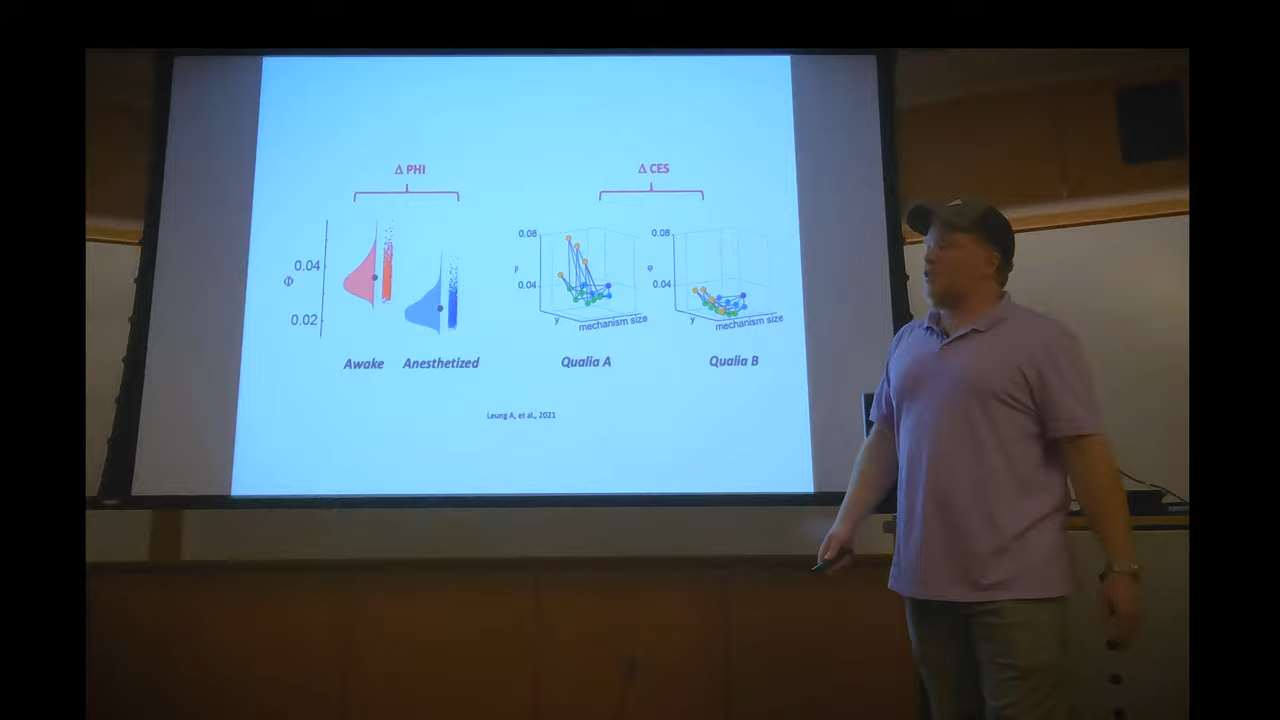 Δ PHI
Δ CES
Φ
0.04
0.02
Awake
Anesthetized
0.08
0.04
y
mechanism size
Qualia A
0.08
φ
0.04
y
mechanism size
Qualia B
Leung A, et al., 2021